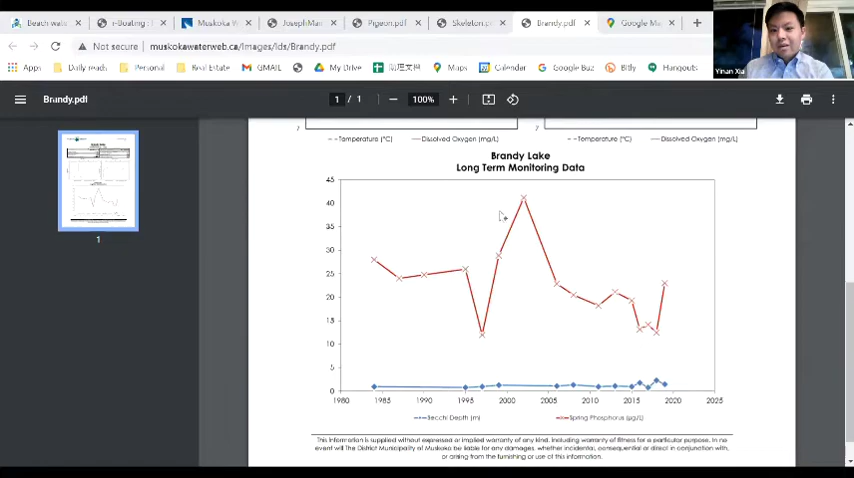 Beach water
i-Boating :
Muskoka W
JosephMar
Pigeon.pdf
Skeleton.p
Brandy.pdf
Google Ma
Not secure | muskokawaterweb.ca/images/lds/Brandy.pdf
Apps Daily reads Personal Real Estate GMAIL My Drive 助理文档 Maps Calendar Google Buz Bitly Hangouts
Yinan Xia
Brandy.pdf
1 / 1
100%
1
Temperature (°C) Dissolved Oxygen (mg/L)
Temperature (°C) Dissolved Oxygen (mg/L)
Brandy Lake
Long Term Monitoring Data
45
40
35
30
25
20
15
10
5
0
1980 1985 1990 1995 2000 2005 2010 2015 2020 2025
Secchi Depth (m) Spring Phosphorus (µg/L)
This information is supplied without expressed or implied warranty of any kind, including warranty of fitness for a particular purpose. In no
event will The District Municipality of Muskoka be liable for any damages, whether incidental, consequential or direct in conjunction with,
or arising from the furnishing or use of this information.